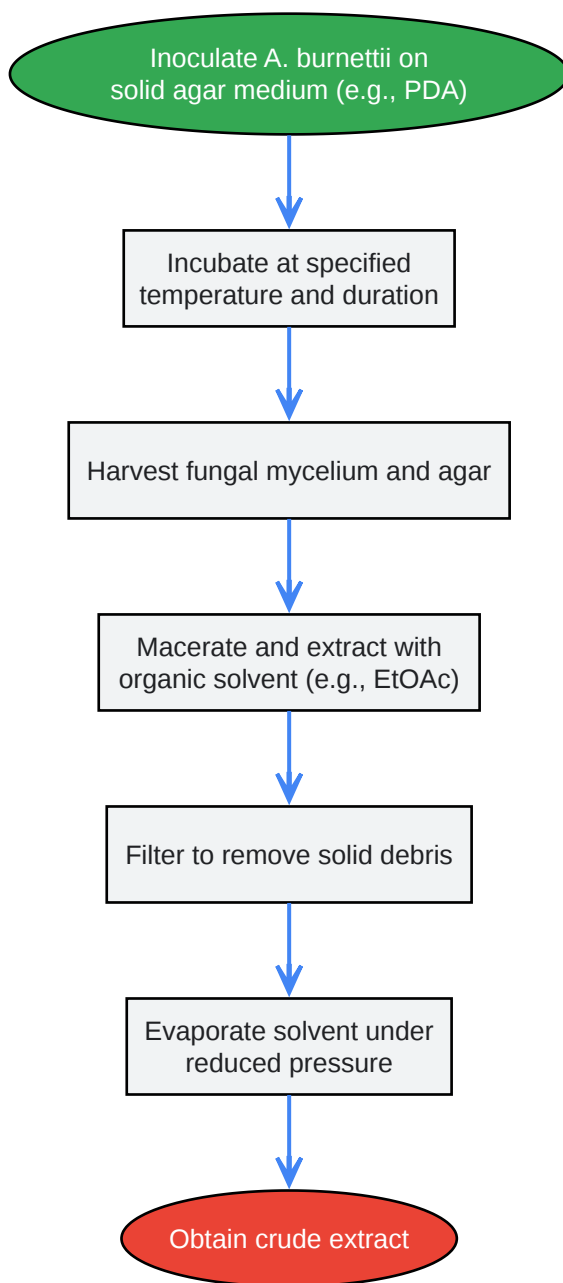 Inoculate A. burnettii on
solid agar medium (e.g., PDA)
Incubate at specified
temperature and duration
Harvest fungal mycelium and agar
Macerate and extract with
organic solvent (e.g., EtOAc)
Filter to remove solid debris
Evaporate solvent under
reduced pressure
Obtain crude extract